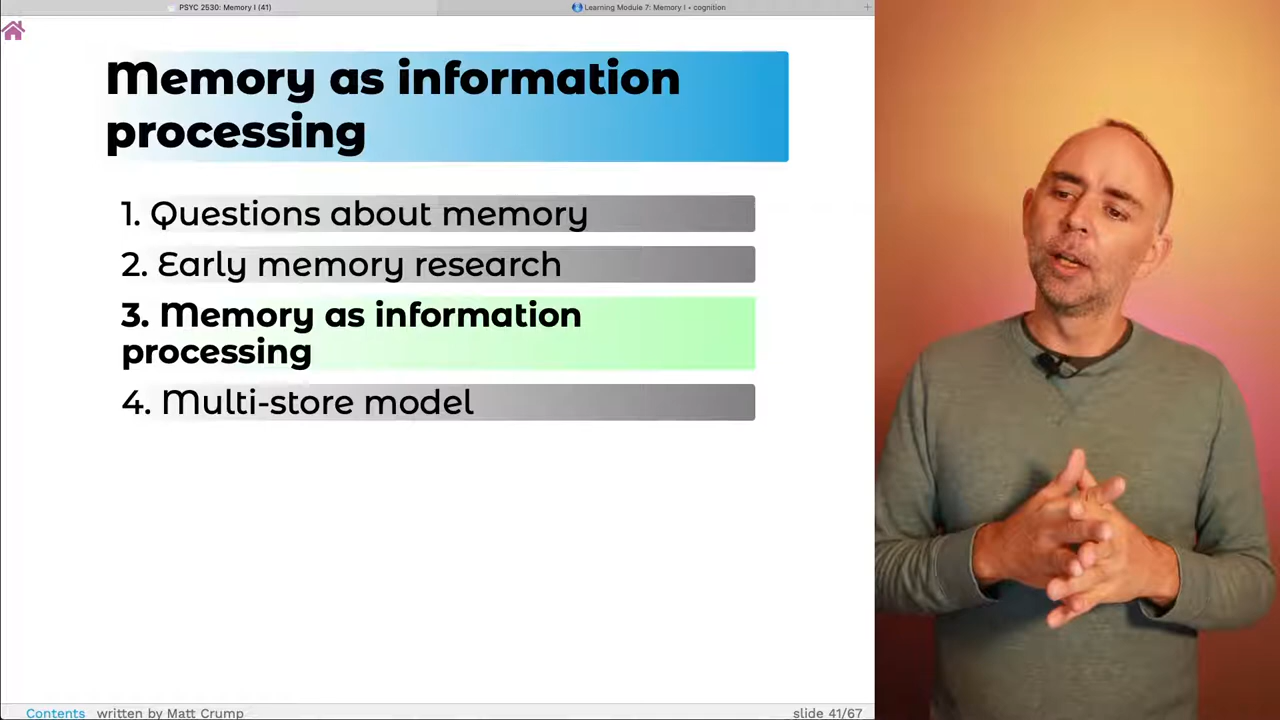 PSYC 2530: Memory I (41)
Learning Module 7: Memory I • cognition
Memory as information
processing
1. Questions about memory
2. Early memory research
3. Memory as information
processing
4. Multi-store model
Contents written by Matt Crump
slide 41/67